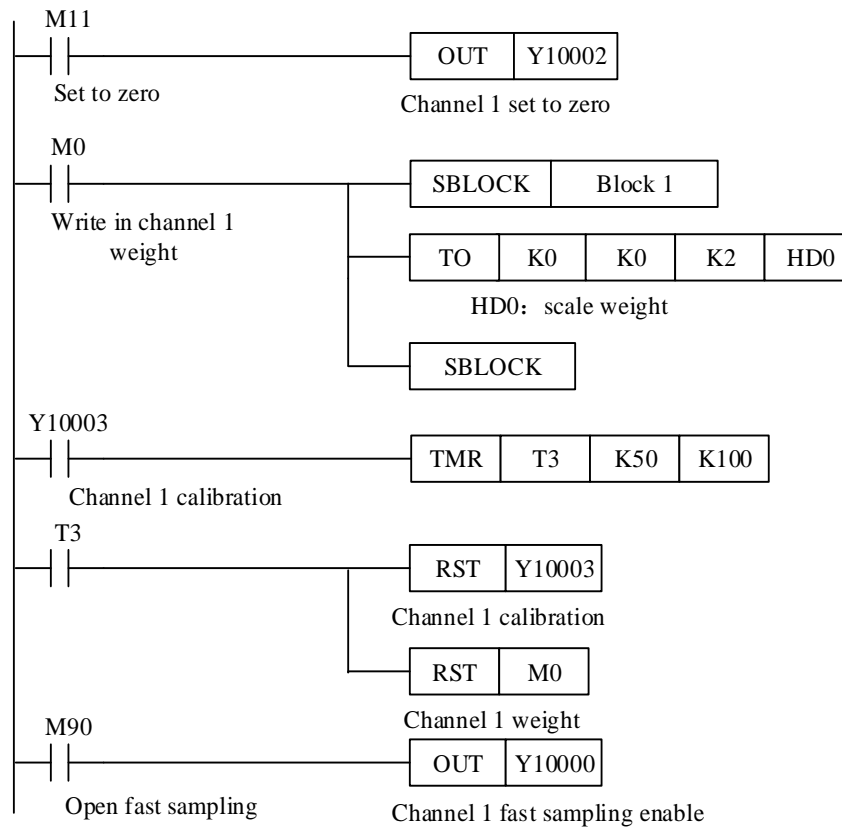 M11
OUT Y10002
Set to zero
Channel 1 set to zero
M0
SBLOCK Block 1
Write in channel 1
weight
TO K0 K0 K2 HD0
HD0：scale weight
SBLOCK
Y10003
TMR T3 K50 K100
Channel 1 calibration
T3
RST Y10003
Channel 1 calibration
RST M0
Channel 1 weight
M90
OUT Y10000
Open fast sampling
Channel 1 fast sampling enable